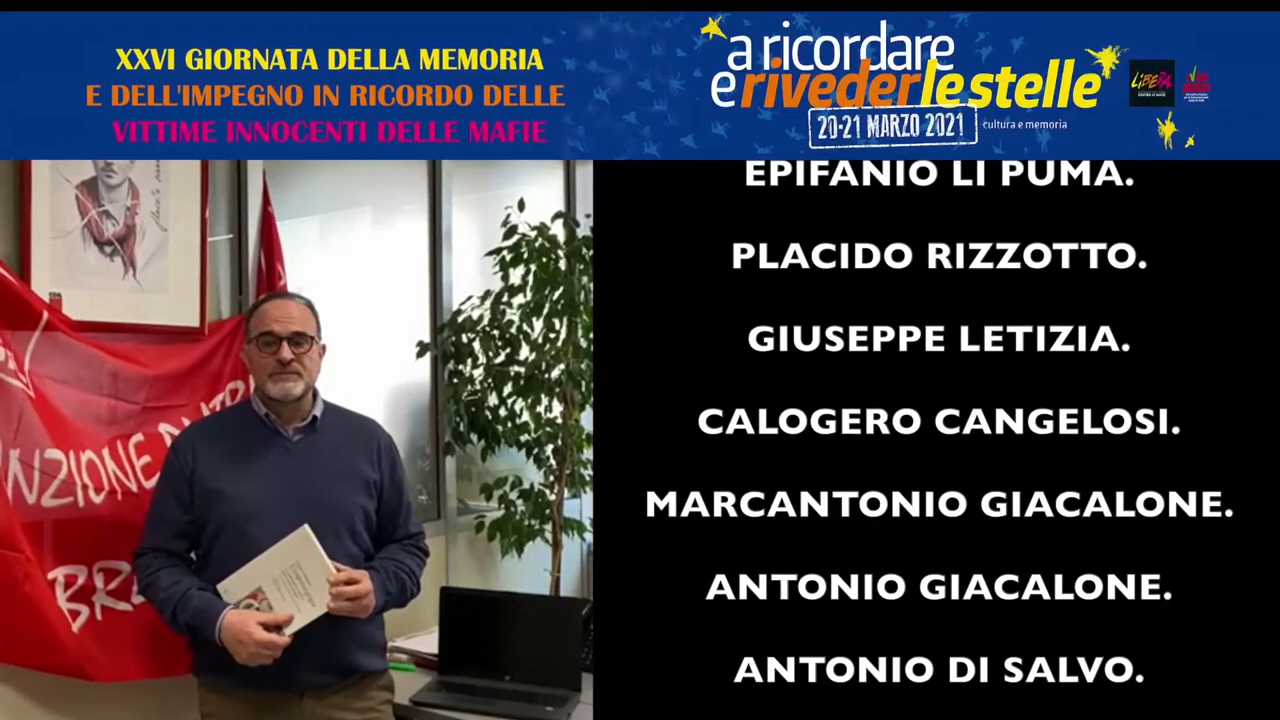 XXVI GIORNATA DELLA MEMORIA
E DELL'IMPEGNO IN RICORDO DELLE
VITTIME INNOCENTI DELLE MAFIE
a ricordare
e riveder le stelle
20-21 MARZO 2021
cultura e memoria
LIBERA
EPIFANIO LI PUMA.
PLACIDO RIZZOTTO.
GIUSEPPE LETIZIA.
CALOGERO CANGELOSI.
MARCANTONIO GIACALONE.
ANTONIO GIACALONE.
ANTONIO DI SALVO.